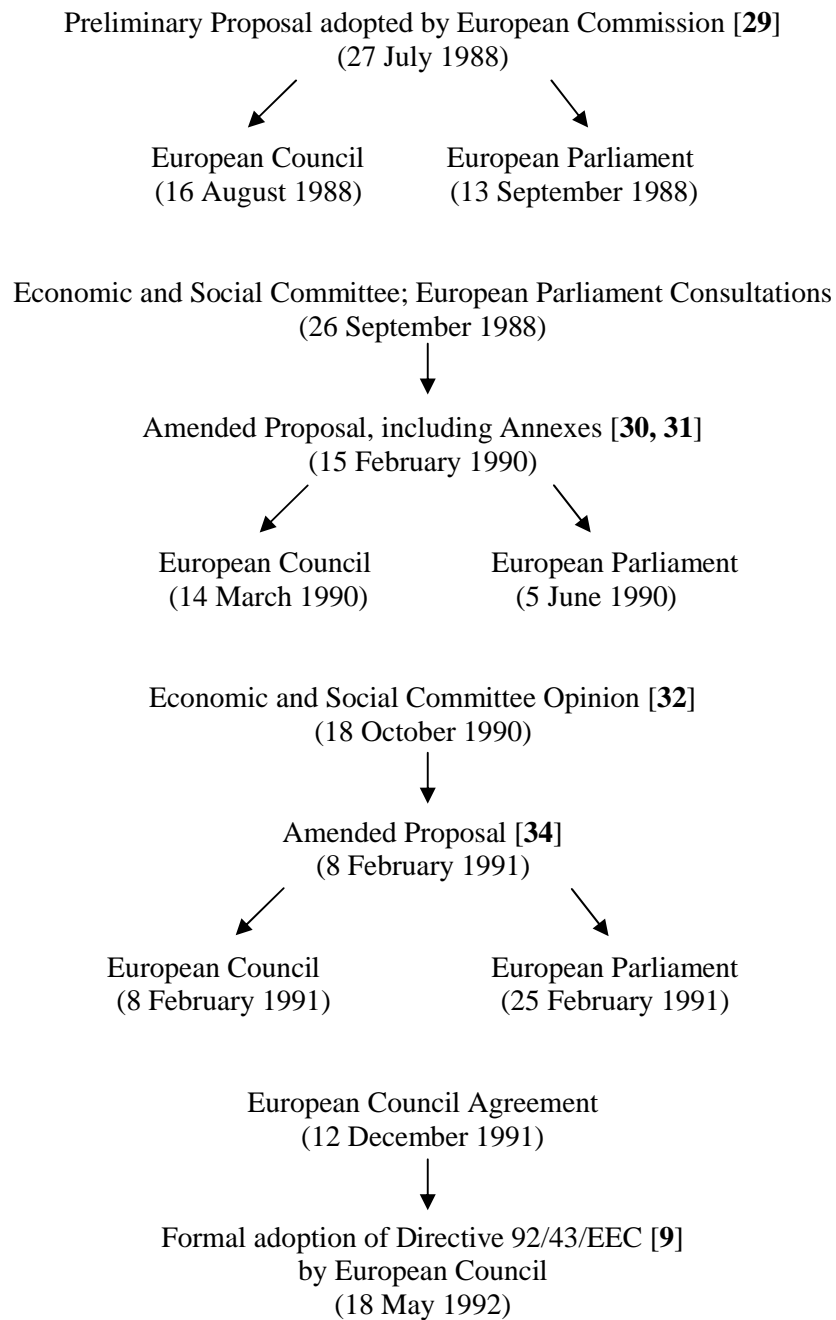 Preliminary Proposal adopted by European Commission [29]
(27 July 1988)
European Council
(16 August 1988)
European Parliament
(13 September 1988)
Economic and Social Committee; European Parliament Consultations
(26 September 1988)
Amended Proposal, including Annexes [30, 31]
(15 February 1990)
European Council
(14 March 1990)
European Parliament
(5 June 1990)
Economic and Social Committee Opinion [32]
(18 October 1990)
Amended Proposal [34]
(8 February 1991)
European Council
(8 February 1991)
European Parliament
(25 February 1991)
European Council Agreement
(12 December 1991)
Formal adoption of Directive 92/43/EEC [9]
by European Council
(18 May 1992)